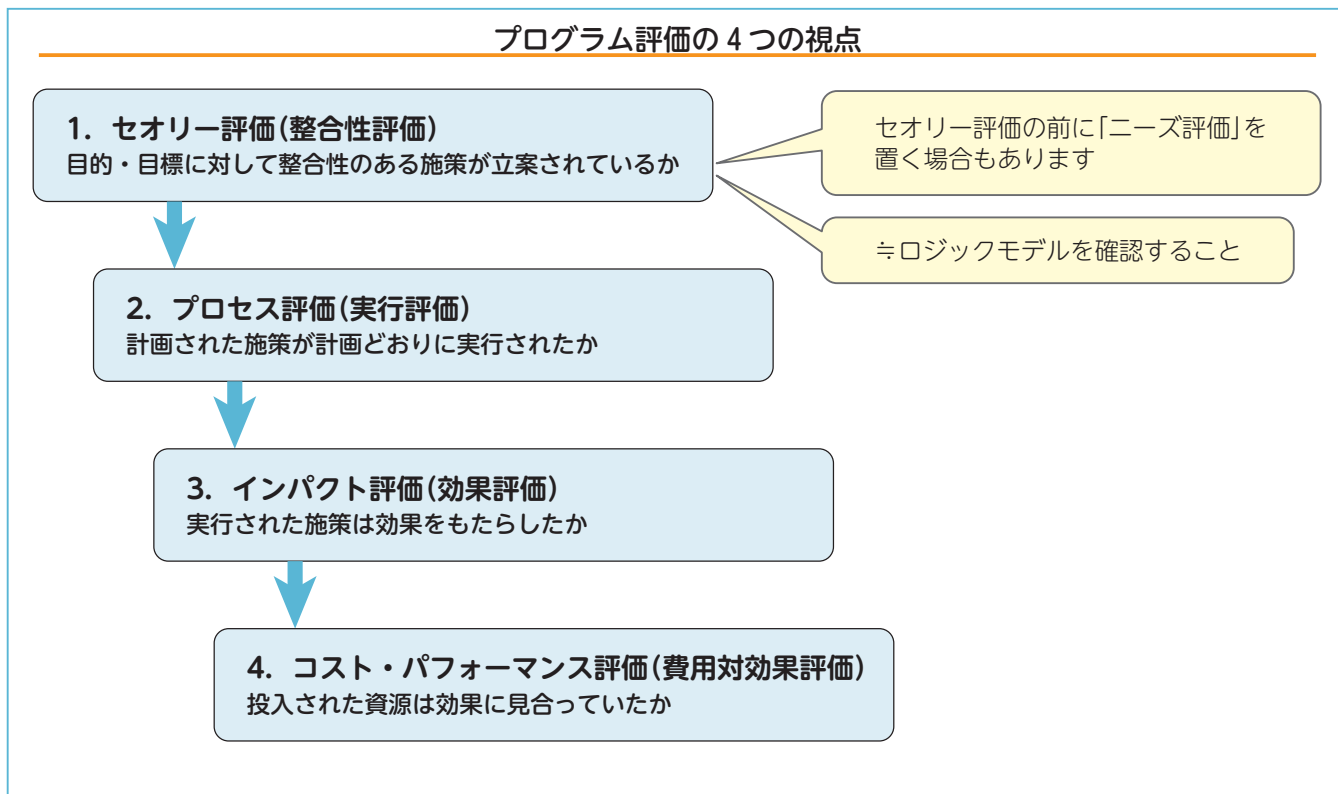 プログラム評価の 4 つの視点
1．セオリー評価(整合性評価)
目的・目標に対して整合性のある施策が立案されているか
セオリー評価の前に「ニーズ評価」を
置く場合もあります
≒ロジックモデルを確認すること
2．プロセス評価(実行評価)
計画された施策が計画どおりに実行されたか
3．インパクト評価(効果評価)
実行された施策は効果をもたらしたか
4．コスト・パフォーマンス評価(費用対効果評価)
投入された資源は効果に見合っていたか